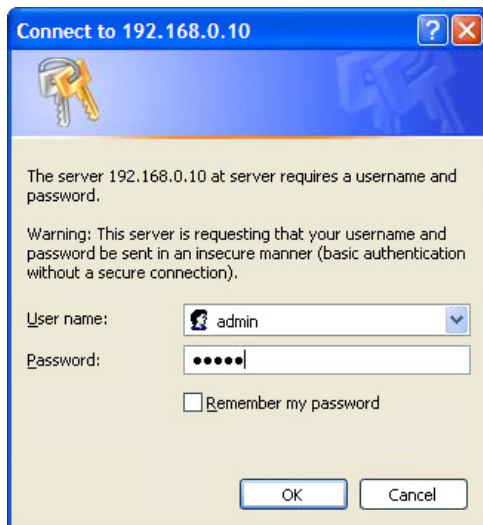 Connect to 192.168.0.10
The server 192.168.0.10 at server requires a username and
password.
Warning: This server is requesting that your username and
password be sent in an insecure manner (basic authentication
without a secure connection).
User name:
admin
Password:
●●●●●
Remember my password
OK
Cancel